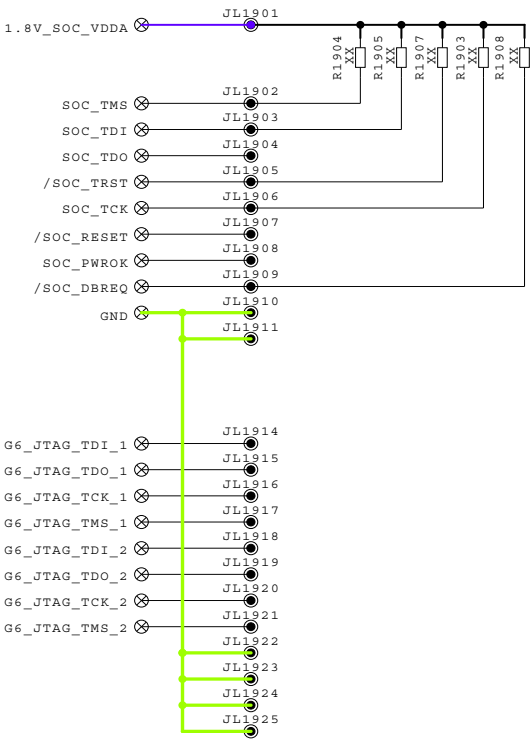 JL1901
1.8V_SOC_VDDA
R1904
XX
R1905
XX
R1907
XX
R1903
XX
R1908
XX
JL1902
SOC_TMS
JL1903
SOC_TDI
JL1904
SOC_TDO
JL1905
/SOC_TRST
JL1906
SOC_TCK
JL1907
/SOC_RESET
JL1908
SOC_PWROK
JL1909
/SOC_DBREQ
JL1910
GND
JL1911
JL1914
G6_JTAG_TDI_1
JL1915
G6_JTAG_TDO_1
JL1916
G6_JTAG_TCK_1
JL1917
G6_JTAG_TMS_1
JL1918
G6_JTAG_TDI_2
JL1919
G6_JTAG_TDO_2
JL1920
G6_JTAG_TCK_2
JL1921
G6_JTAG_TMS_2
JL1922
JL1923
JL1924
JL1925